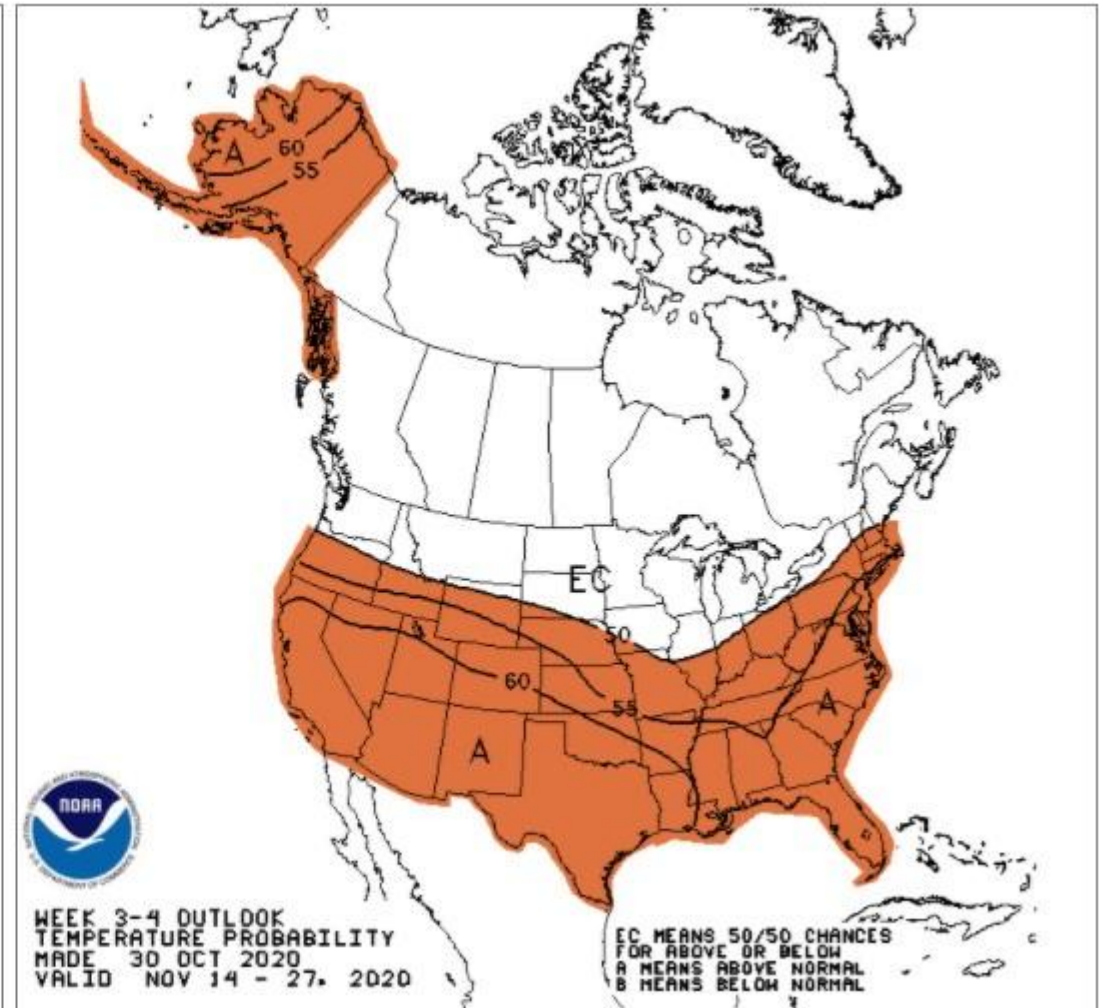 A
60
55
EC
50
60
55
A
A
NOAA
WEEK 3-4 OUTLOOK
TEMPERATURE PROBABILITY
MADE 30 OCT 2020
VALID NOV 14 - 27. 2020
EC MEANS 50/50 CHANCES
FOR ABOVE OR BELOW
A MEANS ABOVE NORMAL
B MEANS BELOW NORMAL